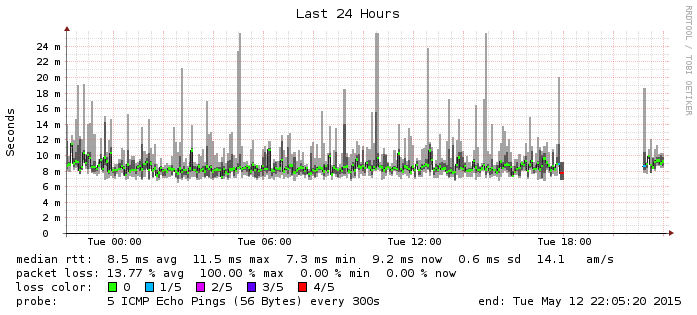 Last 24 Hours
RRDTOOL / TOBI OETIKER
Seconds
24 m
22 m
20 m
18 m
16 m
14 m
12 m
10 m
8 m
6 m
4 m
2 m
0
Tue 00:00 Tue 06:00 Tue 12:00 Tue 18:00
median rtt: 8.5 ms avg 11.5 ms max 7.3 ms min 9.2 ms now 0.6 ms sd 14.1 am/s
packet loss: 13.77 % avg 100.00 % max 0.00 % min 0.00 % now
loss color: 0 1/5 2/5 3/5 4/5
probe: 5 ICMP Echo Pings (56 Bytes) every 300s end: Tue May 12 22:05:20 2015